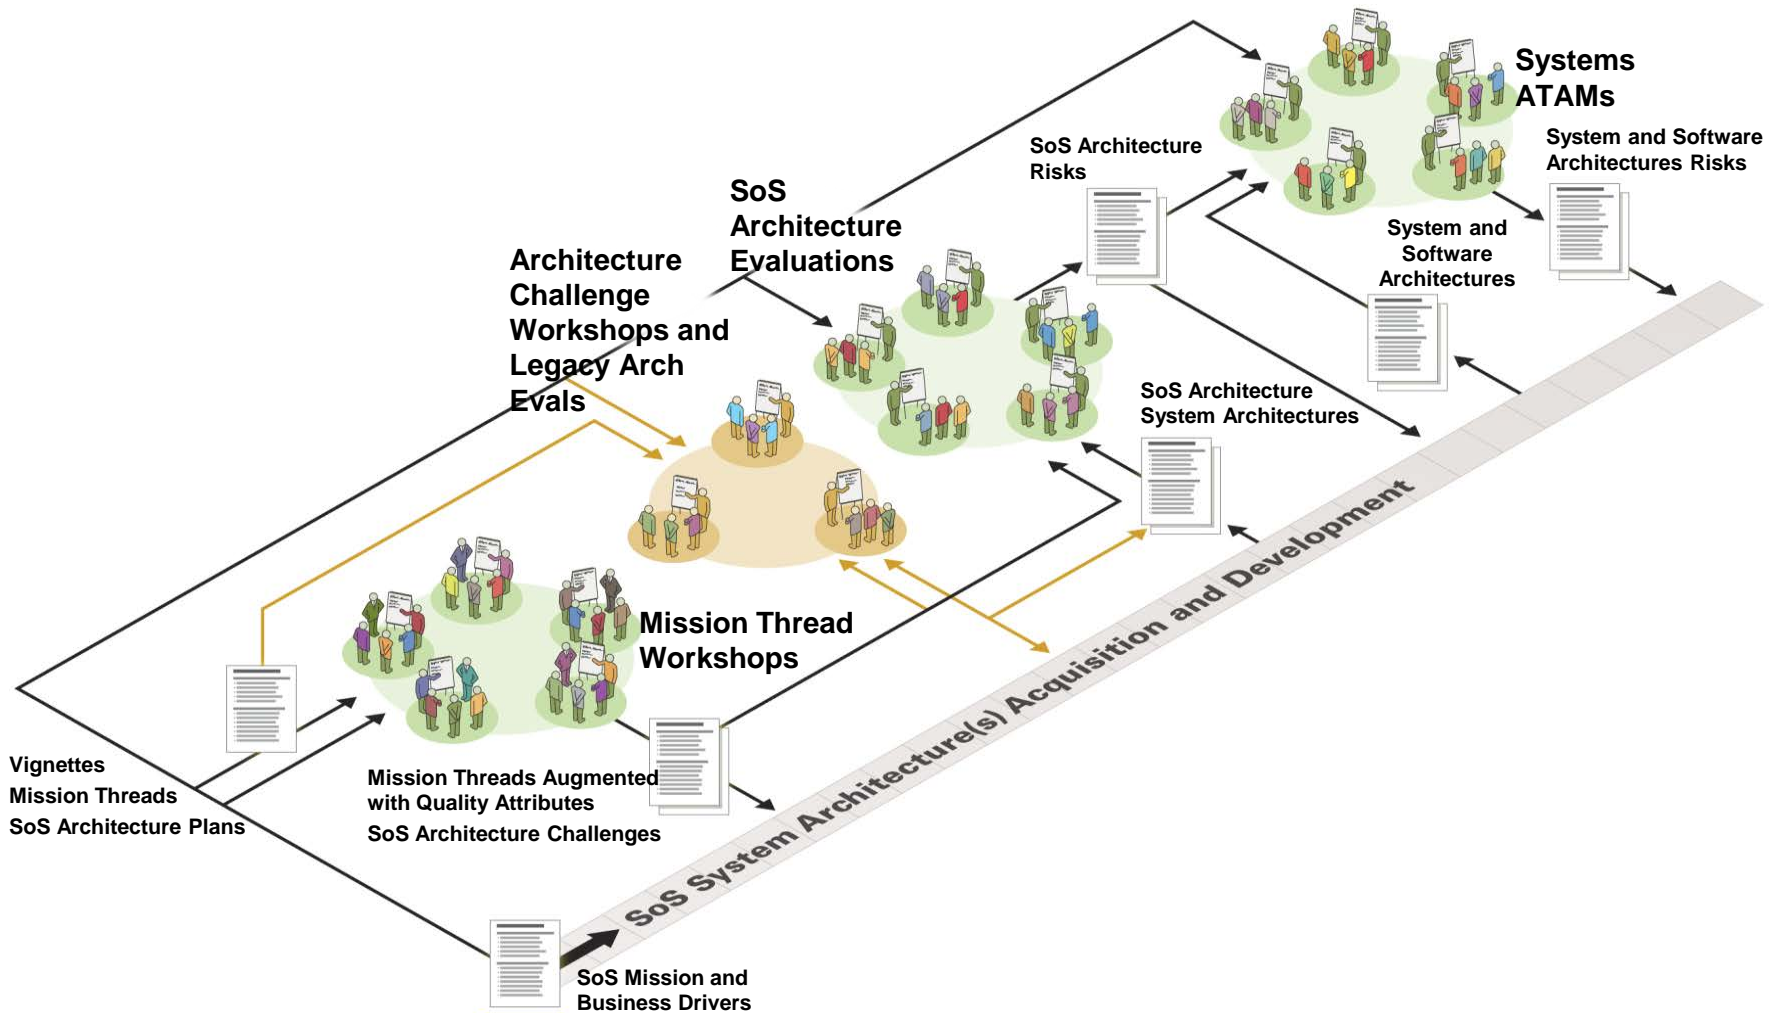 Systems
ATAMs
System and Software
Architectures Risks
SoS Architecture
Risks
SoS
Architecture
Evaluations
System and
Software
Architectures
Architecture
Challenge
Workshops and
Legacy Arch
Evals
SoS Architecture
System Architectures
Mission Thread
Workshops
Vignettes
Mission Threads
SoS Architecture Plans
Mission Threads Augmented
with Quality Attributes
SoS Architecture Challenges
SoS System Architecture(s) Acquisition and Development
SoS Mission and
Business Drivers